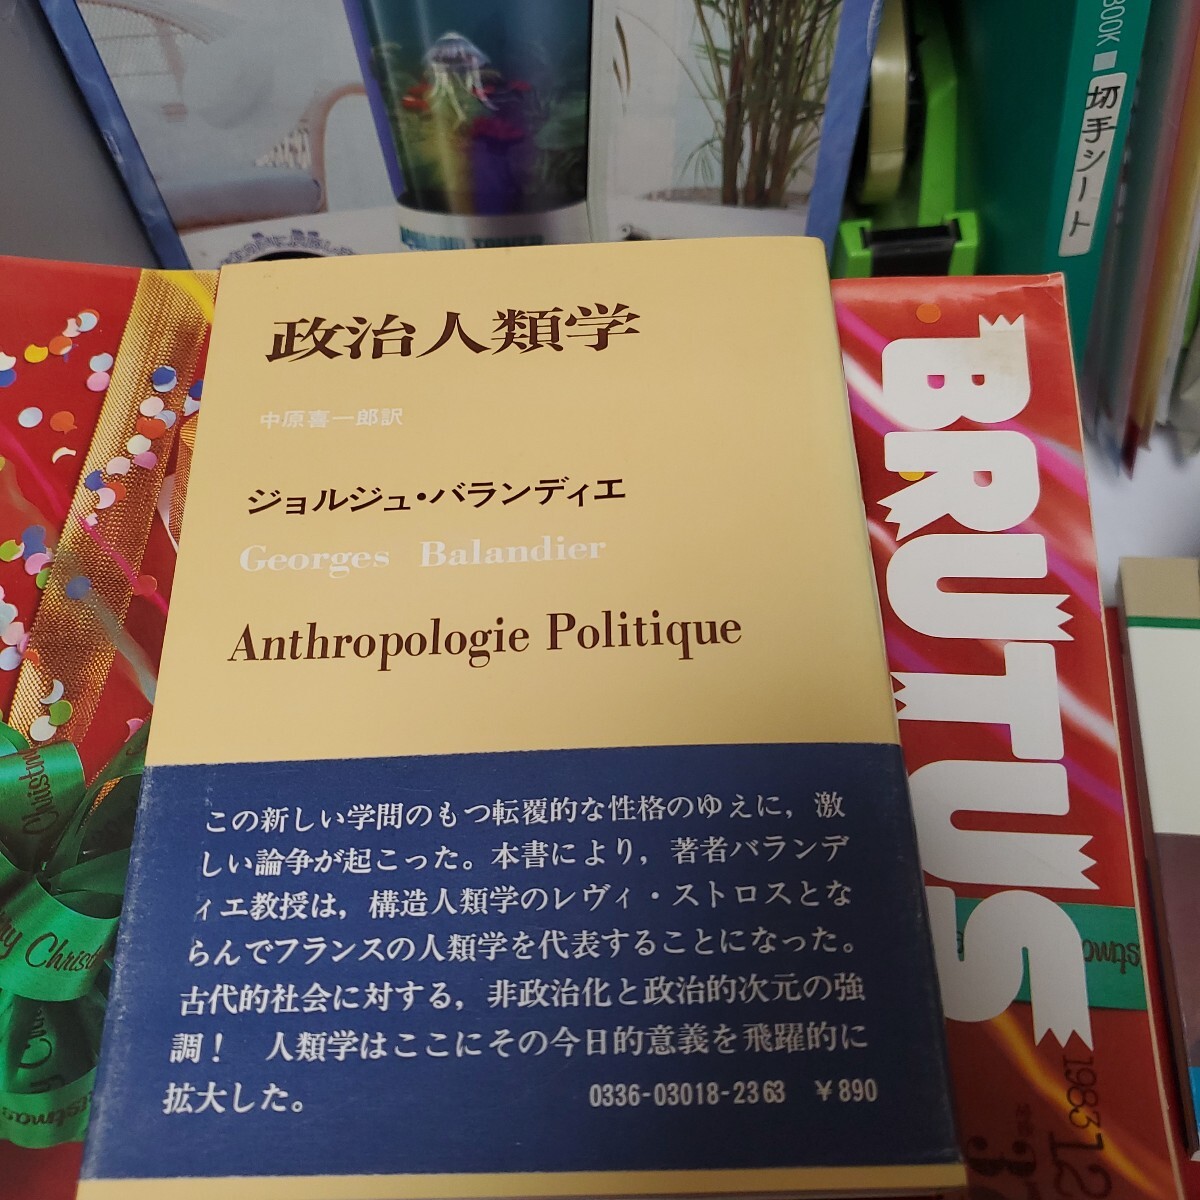 BOOK ■
切手シート
政治人類学
中原喜一郎訳
ジョルジュ・バランディエ
Georges Balandier
Anthropologie Politique
この新しい学問のもつ転覆的な性格のゆえに，激
しい論争が起こった。本書により，著者バランデ
ィエ教授は，構造人類学のレヴィ・ストロスとな
らんでフランスの人類学を代表することになった。
古代的社会に対する，非政治化と政治的次元の強
調！　人類学はここにその今日的意義を飛躍的に
拡大した。
0336-03018-2363　￥890
BRUTUS
1983 12
Christm
ry Christ